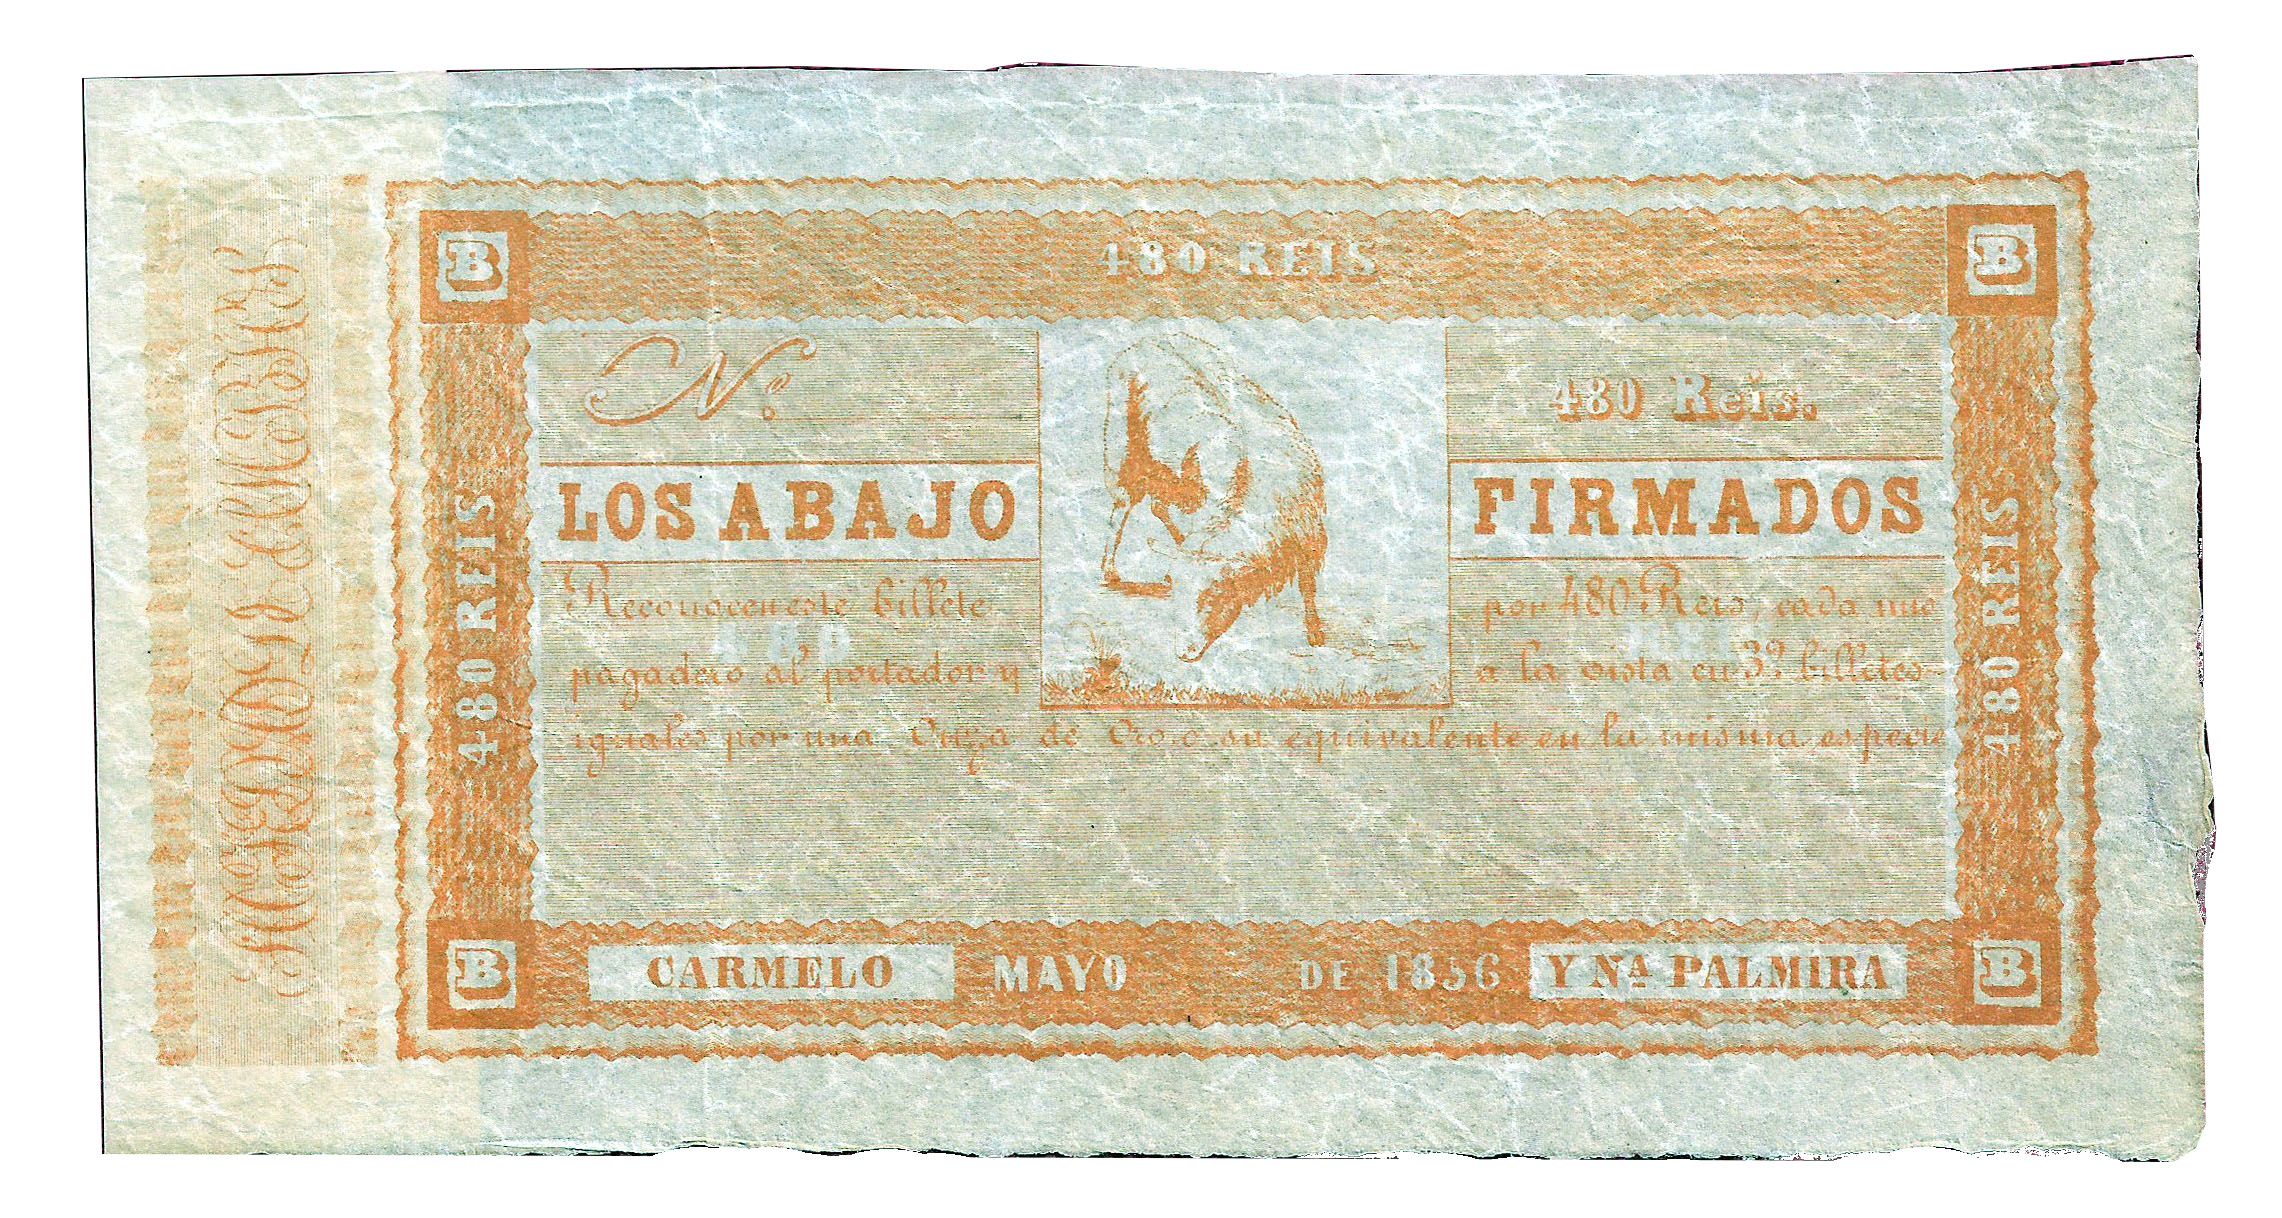 B 480 REIS B
Nº
480 Reis.
LOS ABAJO FIRMADOS
Reconocen este billete por 480 Reis, cada uno
pagadero al portador y a la vista en 32 billetes
iguales por una Onza de Oro o su equivalente en la misma especie
480 REIS
480 REIS
480
B CARMELO MAYO DE 1856 Y Nª PALMIRA B